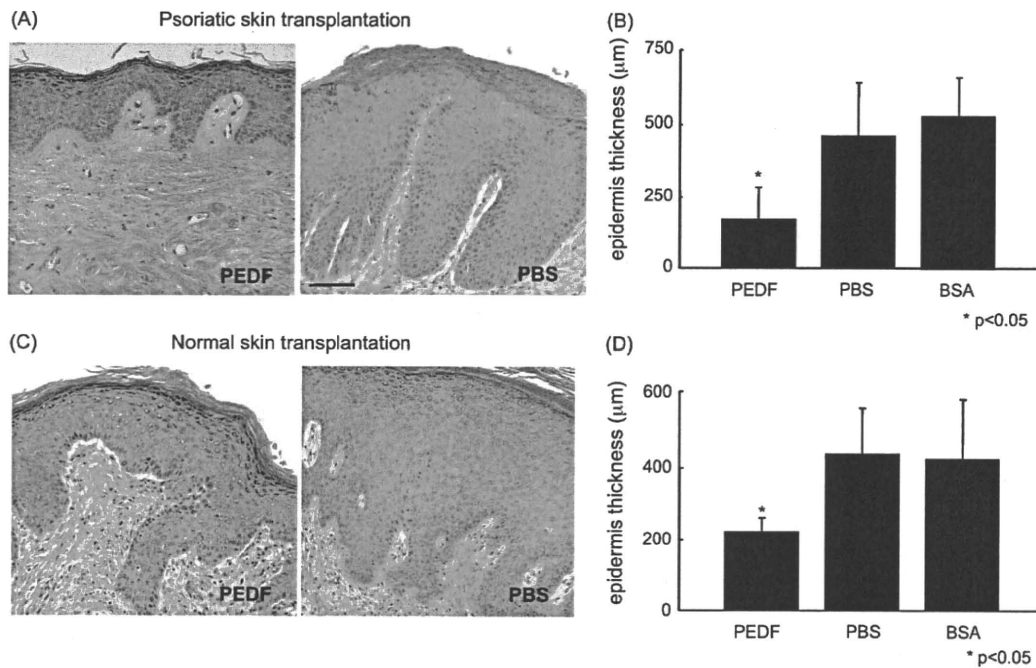 (A) Psoriatic skin transplantation
PEDF
PBS
(B)
epidermis thickness (μm)
750
500
250
0
PEDF PBS BSA
* 
* p<0.05
(C) Normal skin transplantation
PEDF
PBS
(D)
epidermis thickness (μm)
600
400
200
0
*
PEDF PBS BSA
* p<0.05